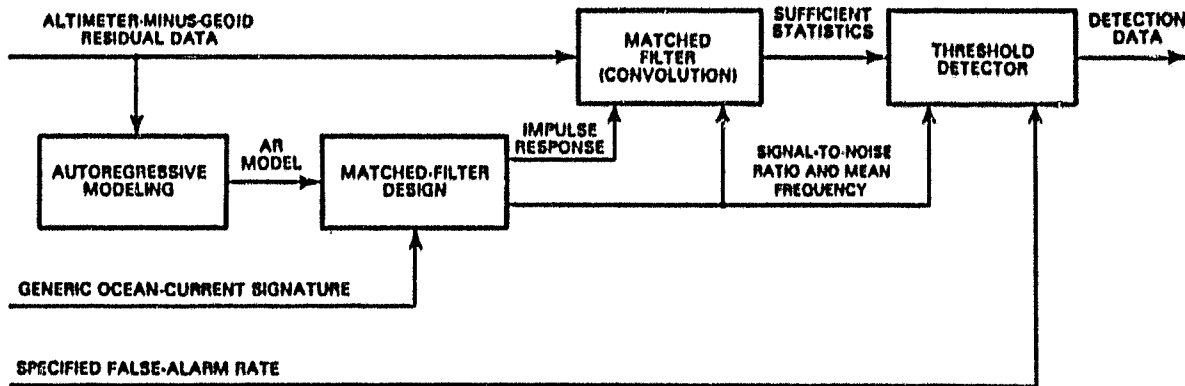 ALTIMETER-MINUS-GEOID
RESIDUAL DATA
MATCHED
FILTER
(CONVOLUTION)
SUFFICIENT
STATISTICS
THRESHOLD
DETECTOR
DETECTION
DATA
AUTOREGRESSIVE
MODELING
AR
MODEL
MATCHED-FILTER
DESIGN
IMPULSE
RESPONSE
SIGNAL-TO-NOISE
RATIO AND MEAN
FREQUENCY
GENERIC OCEAN-CURRENT SIGNATURE
SPECIFIED FALSE-ALARM RATE